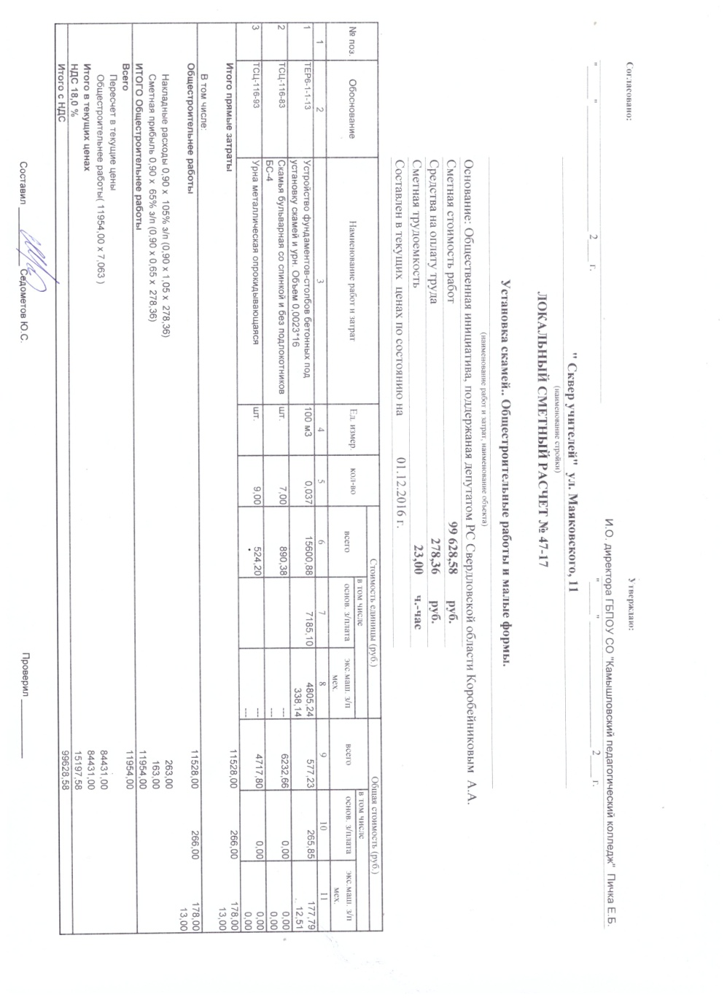 Согласовано:
Утверждаю:
И.О. директора ГБПОУ СО "Камышловский педагогический колледж" Пичка Е.Б.
" " 2 г.
" " 2 г.
" Сквер учителей" ул. Маяковского, 11
(наименование стройки)
ЛОКАЛЬНЫЙ СМЕТНЫЙ РАСЧЕТ № 47-17
Установка скамей.. Общестроительные работы и малые формы.
(наименование работ и затрат, наименование объекта)
Основание: Общественная инициатива, поддержаная депутатом РС Свердловской области Коробейниковым А.А.
Сметная стоимость работ 99 628,58 руб.
Средства на оплату труда 278,36 руб.
Сметная трудоемкость 23,00 ч.-час
Составлен в текущих ценах по состоянию на 01.12.2016 г.
№ поз. Обоснование Наименование работ и затрат Ед. измер. кол-во Стоимость единицы (руб.) Общая стоимость (руб.)
всего в том числе всего в том числе
основ. з/плата экс.маш. з/п мех. основ. з/плата экс.маш. з/п мех.
1 2 3 4 5 6 7 8 9 10 11
1 ТЕР6-1-1-13 Устройство фундаментов-столбов бетонных под 100 м3 0,037 15600,88 7185,10 4805,24 577,23 265,85 177,79
установку скамей и урн. Объем 0,0023*16 338,14 12,51
2 ТСЦ-116-83 Скамья бульварная со спинкой и без подлокотников шт. 7,00 890,38 --- 6232,66 0,00 0,00
БС-4 --- 0,00
3 ТСЦ-116-93 Урна металлическая опрокидывающаяся шт. 9,00 524,20 --- 4717,80 0,00 0,00
--- 0,00
Итого прямые затраты 11528,00 266,00 178,00
13,00
В том числе:
Общестроительнее работы 11528,00 266,00 178,00
13,00
Накладные расходы 0,90 x 105% з/п (0,90 x 1,05 x 278,36) 263,00
Сметная прибыль 0,90 x 65% з/п (0,90 x 0,65 x 278,36) 163,00
ИТОГО Общестроительнее работы 11954,00
Всего 11954,00
Пересчет в текущие цены
Общестроительнее работы( 11954,00 x 7,063 ) 84431,00
Итого в текущих ценах 84431,00
НДС 18,0 % 15197,58
Итого с НДС 99628,58
Составил Седометов Ю.С. Проверил